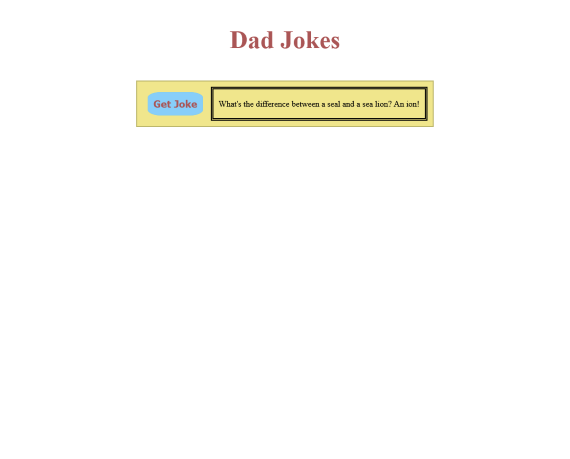 Dad Jokes
Get Joke
What's the difference between a seal and a sea lion? An ion!